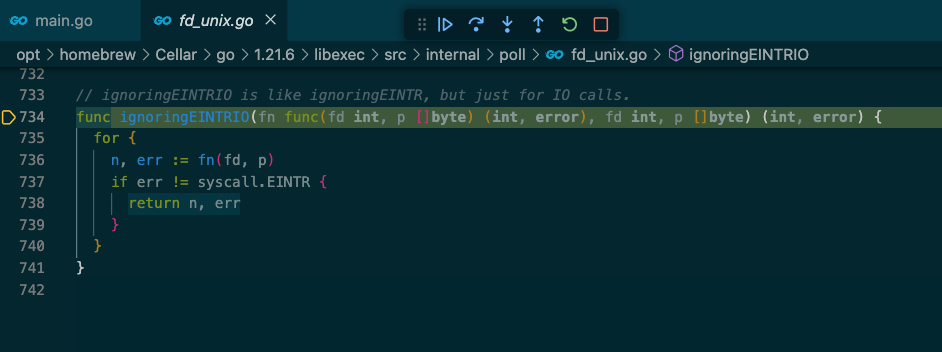 GO main.go GO fd_unix.go
opt > homebrew > Cellar > go > 1.21.6 > libexec > src > internal > poll > GO fd_unix.go > ignoringEINTRIO
732
733 // ignoringEINTRIO is like ignoringEINTR, but just for IO calls.
734 func ignoringEINTRIO(fn func(fd int, p []byte) (int, error), fd int, p []byte) (int, error) {
735 for {
736 n, err := fn(fd, p)
737 if err != syscall.EINTR {
738 return n, err
739 }
740 }
741 }
742